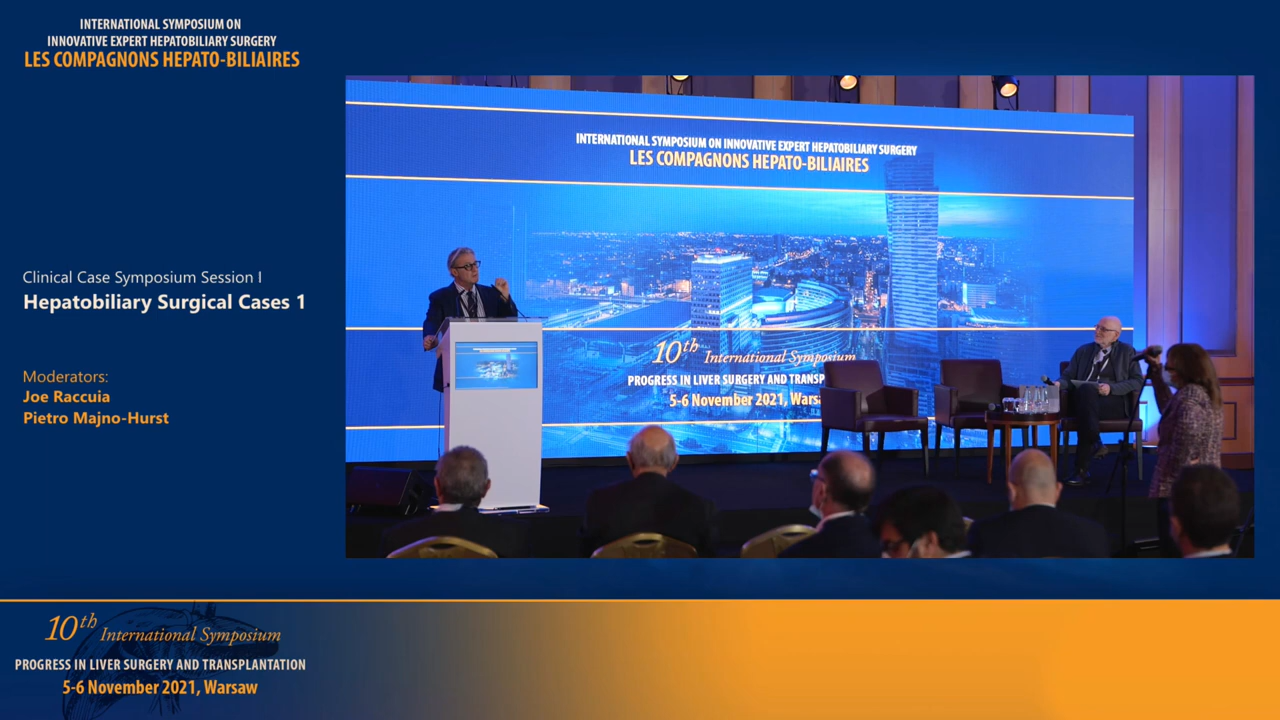 INTERNATIONAL SYMPOSIUM ON
INNOVATIVE EXPERT HEPATOBILIARY SURGERY
LES COMPAGNONS HEPATO-BILIAIRES
Clinical Case Symposium Session I
Hepatobiliary Surgical Cases 1
Moderators:
Joe Raccuia
Pietro Majno-Hurst
INTERNATIONAL SYMPOSIUM ON INNOVATIVE EXPERT HEPATOBILIARY SURGERY
LES COMPAGNONS HEPATO-BILIAIRES
10th International Symposium
PROGRESS IN LIVER SURGERY AND TRANSP
5-6 November 2021, Warsa
10th International Symposium
PROGRESS IN LIVER SURGERY AND TRANSPLANTATION
5-6 November 2021, Warsaw